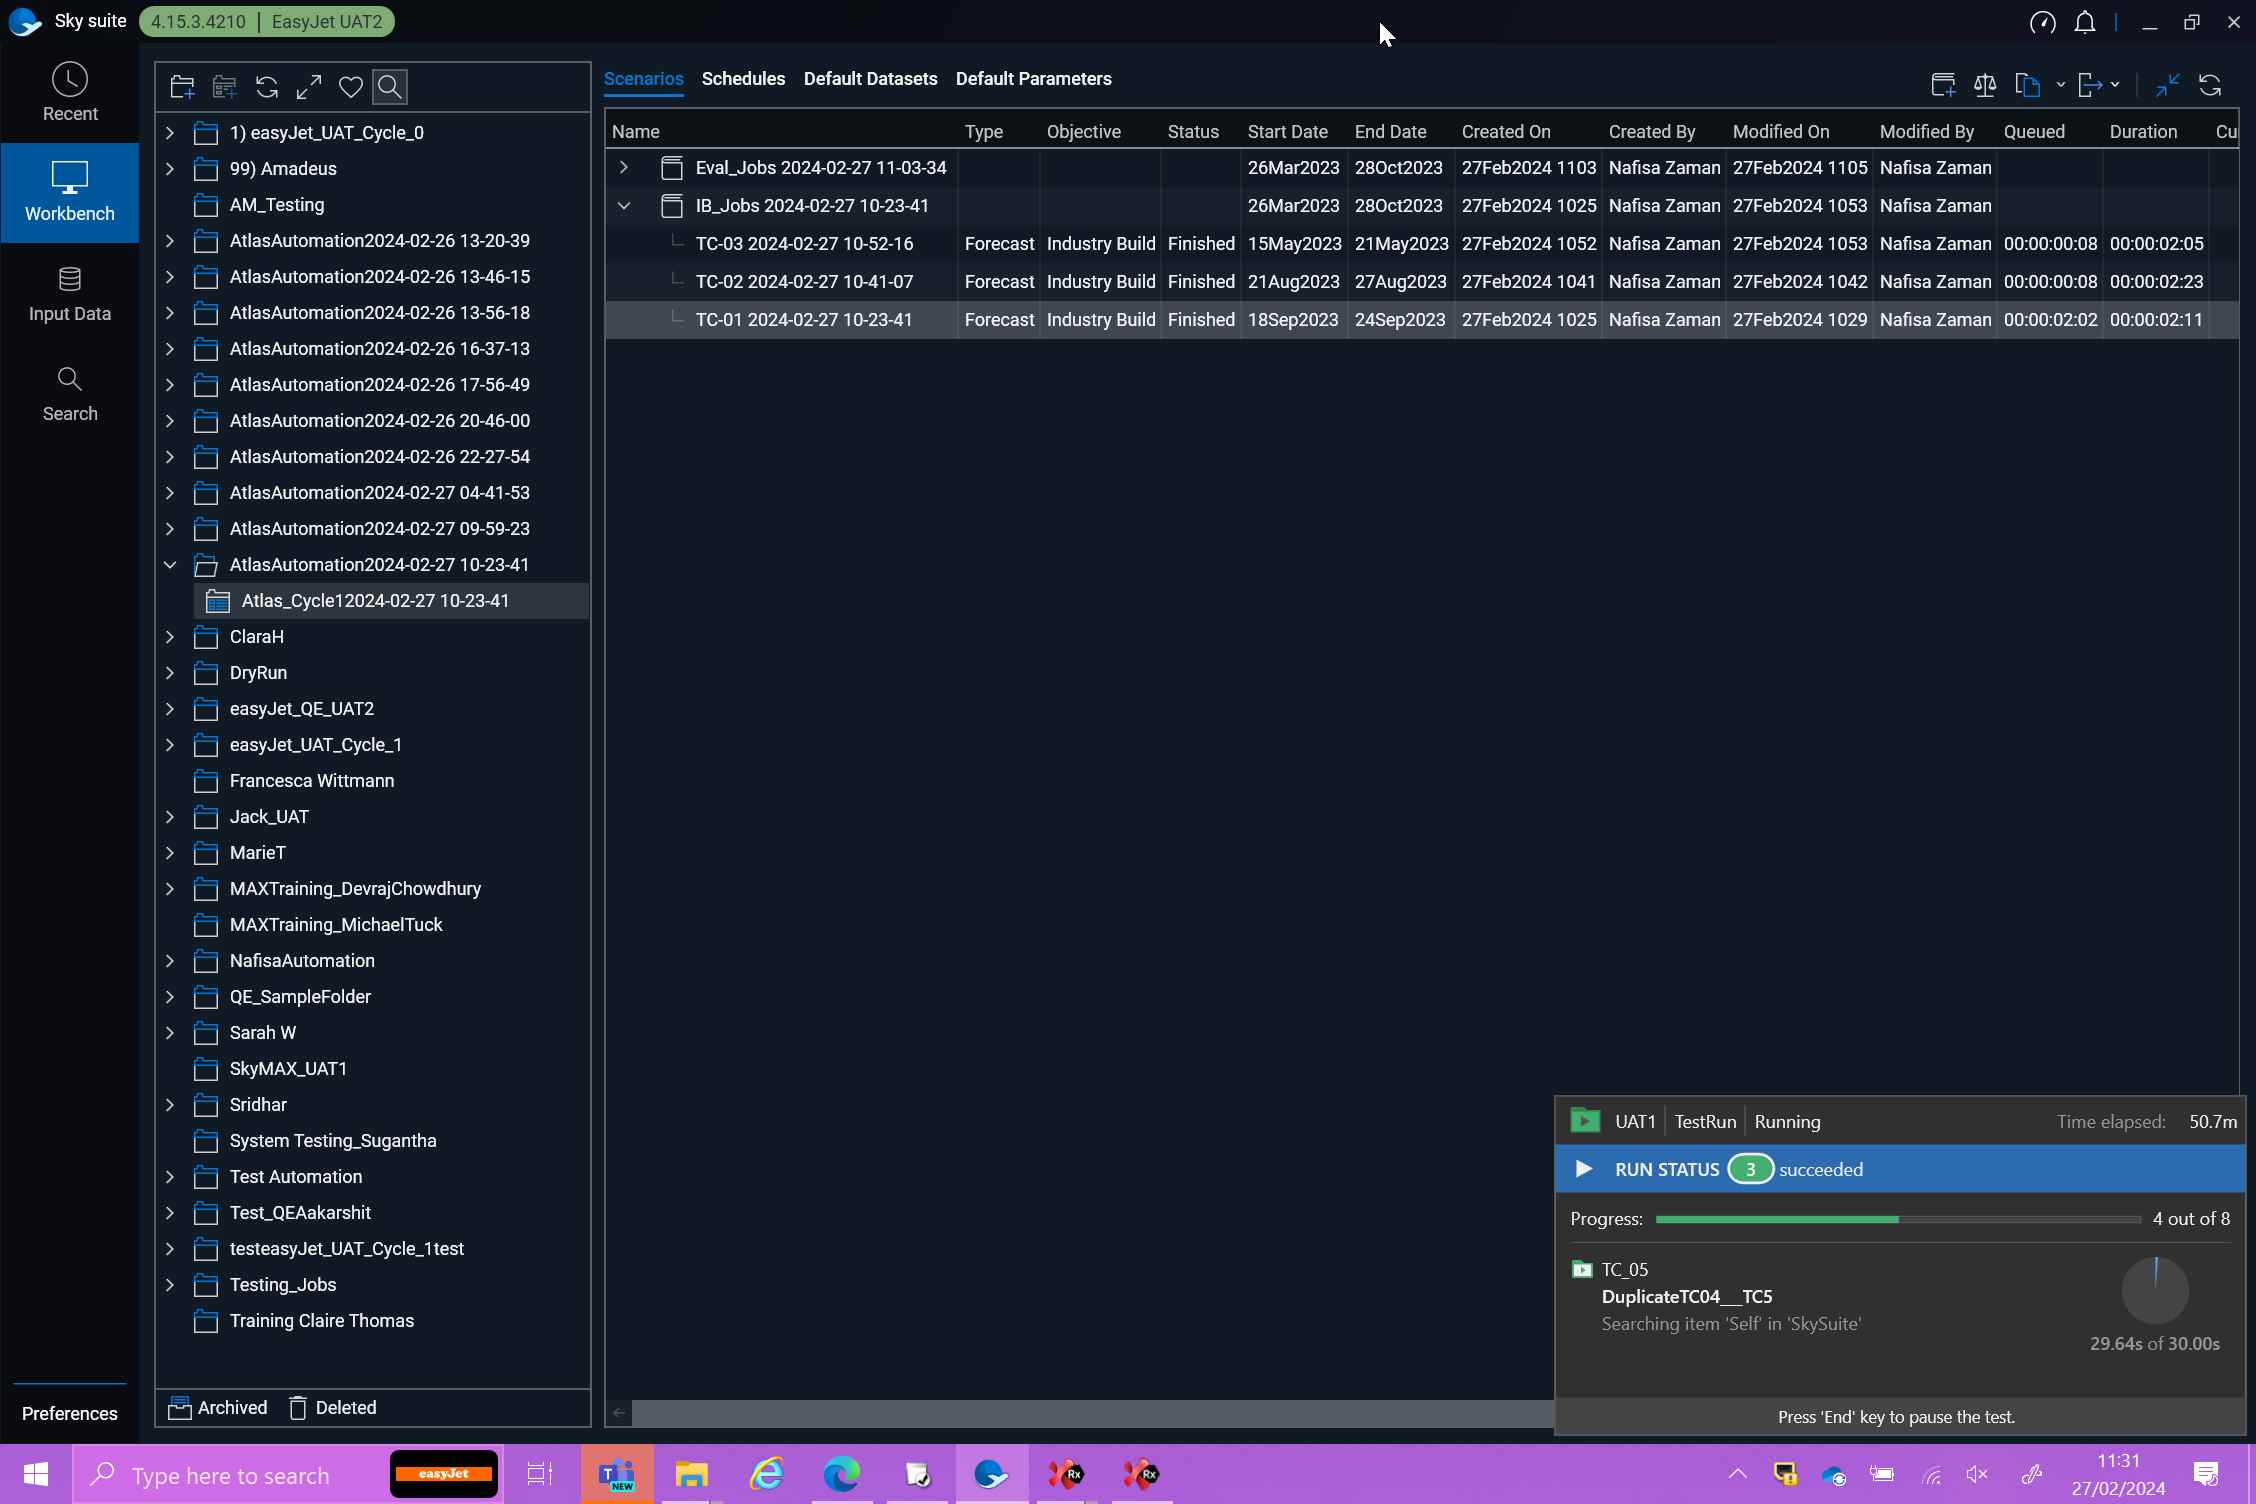 Sky suite 4.15.3.4210 | EasyJet UAT2
Recent
Workbench
Input Data
Search
Preferences
1) easyJet_UAT_Cycle_0
99) Amadeus
AM_Testing
AtlasAutomation2024-02-26 13-20-39
AtlasAutomation2024-02-26 13-46-15
AtlasAutomation2024-02-26 13-56-18
AtlasAutomation2024-02-26 16-37-13
AtlasAutomation2024-02-26 17-56-49
AtlasAutomation2024-02-26 20-46-00
AtlasAutomation2024-02-26 22-27-54
AtlasAutomation2024-02-27 04-41-53
AtlasAutomation2024-02-27 09-59-23
AtlasAutomation2024-02-27 10-23-41
Atlas_Cycle12024-02-27 10-23-41
ClaraH
DryRun
easyJet_QE_UAT2
easyJet_UAT_Cycle_1
Francesca Wittmann
Jack_UAT
MarieT
MAXTraining_DevrajChowdhury
MAXTraining_MichaelTuck
NafisaAutomation
QE_SampleFolder
Sarah W
SkyMAX_UAT1
Sridhar
System Testing_Sugantha
Test Automation
Test_QEAakarshit
testeasyJet_UAT_Cycle_1test
Testing_Jobs
Training Claire Thomas
Archived Deleted
Scenarios Schedules Default Datasets Default Parameters
Name Type Objective Status Start Date End Date Created On Created By Modified On Modified By Queued Duration Cu
Eval_Jobs 2024-02-27 11-03-34 26Mar2023 28Oct2023 27Feb2024 1103 Nafisa Zaman 27Feb2024 1105 Nafisa Zaman
IB_Jobs 2024-02-27 10-23-41 26Mar2023 28Oct2023 27Feb2024 1025 Nafisa Zaman 27Feb2024 1053 Nafisa Zaman
TC-03 2024-02-27 10-52-16 Forecast Industry Build Finished 15May2023 21May2023 27Feb2024 1052 Nafisa Zaman 27Feb2024 1053 Nafisa Zaman 00:00:00:08 00:00:02:05
TC-02 2024-02-27 10-41-07 Forecast Industry Build Finished 21Aug2023 27Aug2023 27Feb2024 1041 Nafisa Zaman 27Feb2024 1042 Nafisa Zaman 00:00:00:08 00:00:02:23
TC-01 2024-02-27 10-23-41 Forecast Industry Build Finished 18Sep2023 24Sep2023 27Feb2024 1025 Nafisa Zaman 27Feb2024 1029 Nafisa Zaman 00:00:02:02 00:00:02:11
UAT1 TestRun Running Time elapsed: 50.7m
RUN STATUS 3 succeeded
Progress: 4 out of 8
TC_05
DuplicateTC04__TC5
Searching item 'Self' in 'SkySuite'
29.64s of 30.00s
Press 'End' key to pause the test.
Type here to search
easyJet
T
NEW
Rx
Rx
11:31
27/02/2024